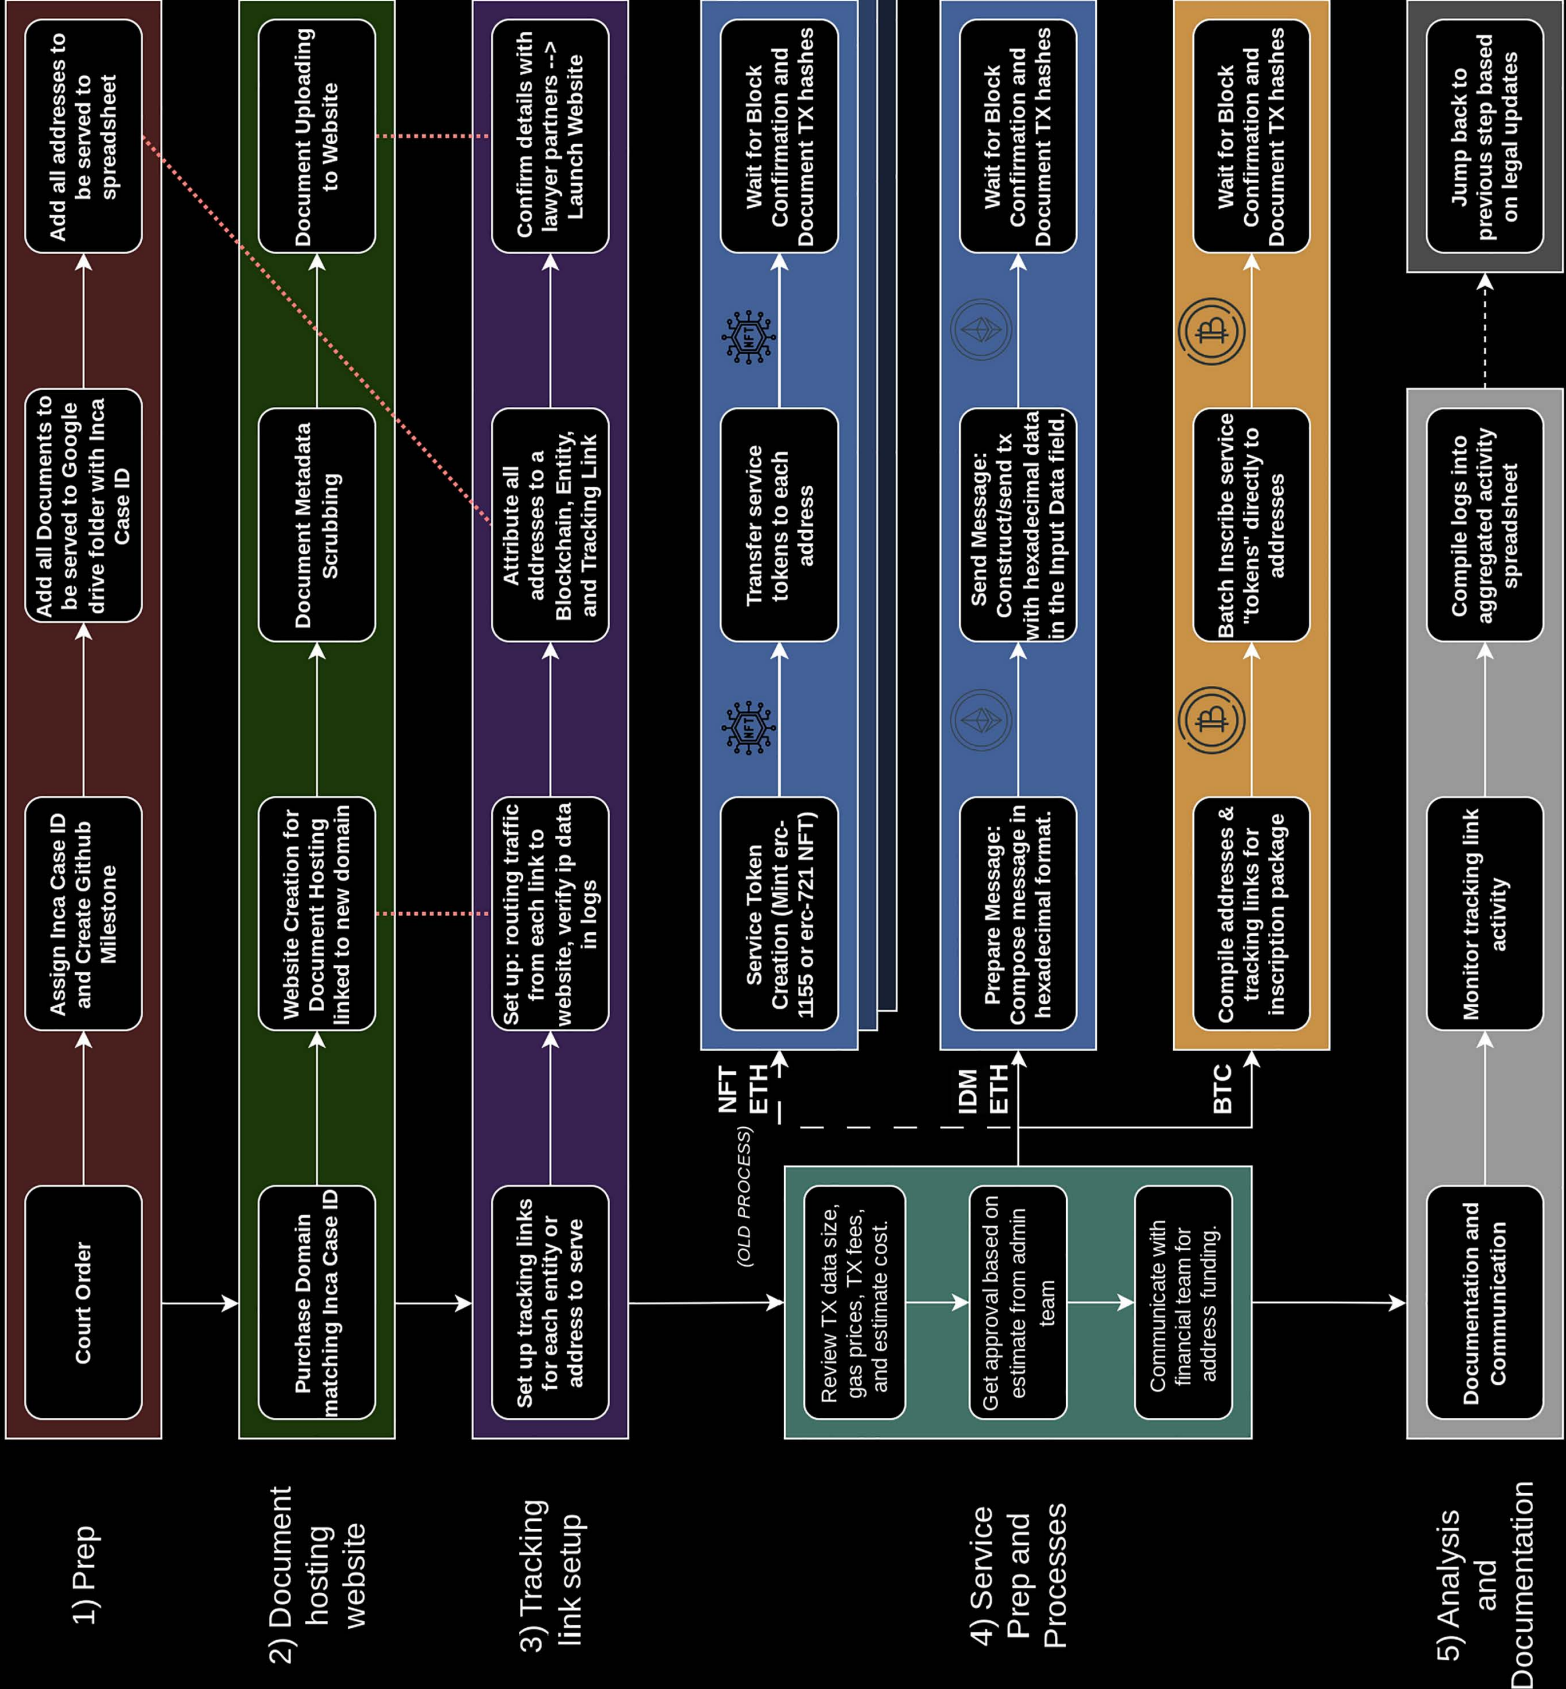 1) Prep
Court Order
Assign Inca Case ID
and Create Github
Milestone
Add all Documents to
be served to Google
drive folder with Inca
Case ID
Add all addresses to
be served to
spreadsheet
2) Document
hosting
website
Purchase Domain
matching Inca Case ID
Website Creation for
Document Hosting
linked to new domain
Document Metadata
Scrubbing
Document Uploading
to Website
3) Tracking
link setup
Set up tracking links
for each entity or
address to serve
Set up: routing traffic
from each link to
website, verify ip data
in logs
Attribute all
addresses to a
Blockchain, Entity,
and Tracking Link
Confirm details with
lawyer partners -->
Launch Website
4) Service
Prep and
Processes
Review TX data size,
gas prices, TX fees,
and estimate cost.
Get approval based on
estimate from admin
team
Communicate with
financial team for
address funding.
(OLD PROCESS)
NFT
ETH
Service Token
Creation (Mint erc-
1155 or erc-721 NFT)
NFT
Transfer service
tokens to each
address
NFT
Wait for Block
Confirmation and
Document TX hashes
IDM
ETH
Prepare Message:
Compose message in
hexadecimal format.
Send Message:
Construct/send tx
with hexadecimal data
in the Input Data field.
Wait for Block
Confirmation and
Document TX hashes
BTC
Compile addresses &
tracking links for
inscription package
Batch Inscribe service
"tokens" directly to
addresses
Wait for Block
Confirmation and
Document TX hashes
5) Analysis
and
Documentation
Documentation and
Communication
Monitor tracking link
activity
Compile logs into
aggregated activity
spreadsheet
Jump back to
previous step based
on legal updates